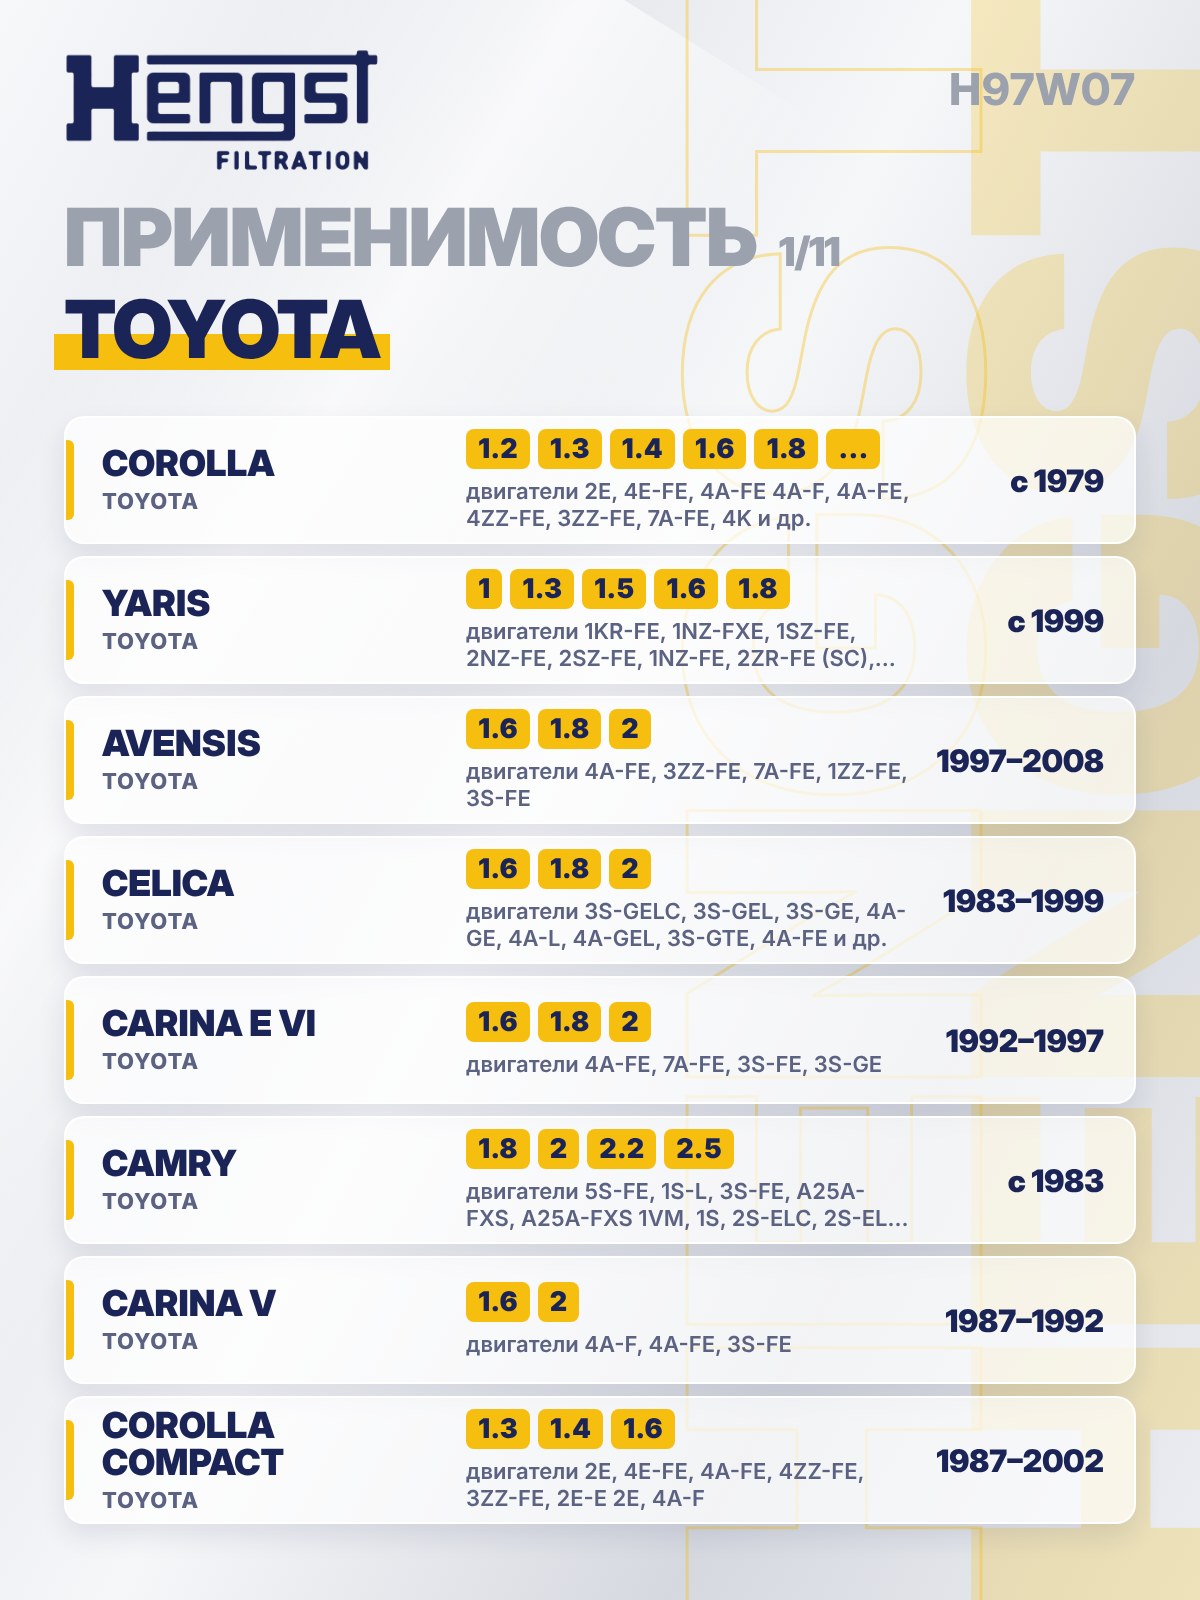 Hengst
FILTRATION
H97W07
ПРИМЕНИМОСТЬ 1/11
TOYOTA
COROLLA
TOYOTA
1.2 1.3 1.4 1.6 1.8 ...
двигатели 2E, 4E-FE, 4A-FE 4A-F, 4A-FE,
4ZZ-FE, 3ZZ-FE, 7A-FE, 4K и др.
с 1979
YARIS
TOYOTA
1 1.3 1.5 1.6 1.8
двигатели 1KR-FE, 1NZ-FXE, 1SZ-FE,
2NZ-FE, 2SZ-FE, 1NZ-FE, 2ZR-FE (SC),...
с 1999
AVENSIS
TOYOTA
1.6 1.8 2
двигатели 4A-FE, 3ZZ-FE, 7A-FE, 1ZZ-FE,
3S-FE
1997–2008
CELICA
TOYOTA
1.6 1.8 2
двигатели 3S-GELC, 3S-GEL, 3S-GE, 4A-
GE, 4A-L, 4A-GEL, 3S-GTE, 4A-FE и др.
1983–1999
CARINA E VI
TOYOTA
1.6 1.8 2
двигатели 4A-FE, 7A-FE, 3S-FE, 3S-GE
1992–1997
CAMRY
TOYOTA
1.8 2 2.2 2.5
двигатели 5S-FE, 1S-L, 3S-FE, A25A-
FXS, A25A-FXS 1VM, 1S, 2S-ELC, 2S-EL...
с 1983
CARINA V
TOYOTA
1.6 2
двигатели 4A-F, 4A-FE, 3S-FE
1987–1992
COROLLA
COMPACT
TOYOTA
1.3 1.4 1.6
двигатели 2E, 4E-FE, 4A-FE, 4ZZ-FE,
3ZZ-FE, 2E-E 2E, 4A-F
1987–2002
HENGST